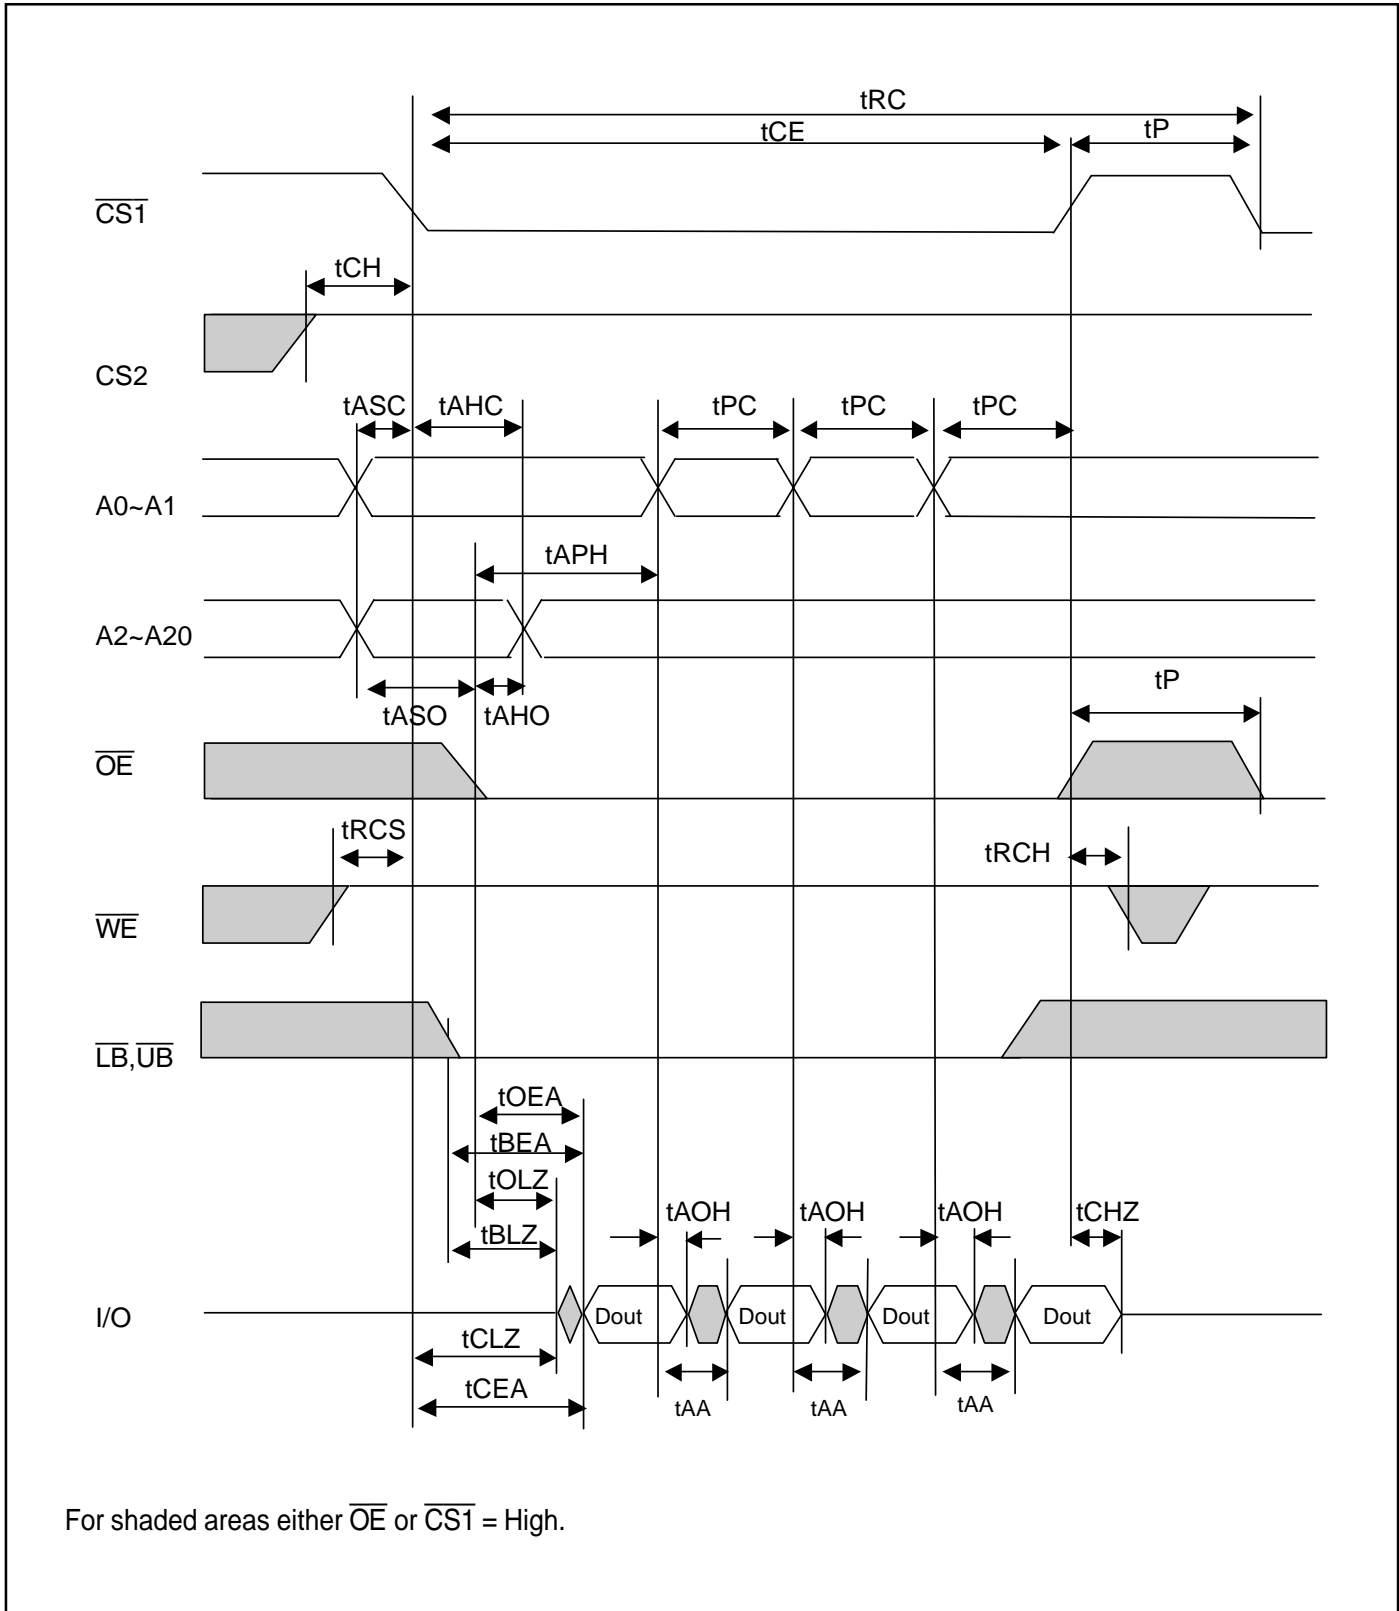 tRC
tCE
tP
CS1
tCH
CS2
tASC
tAHC
tPC
tPC
tPC
A0~A1
tAPH
A2~A20
tASO
tAHO
tP
OE
tRCS
tRCH
WE
LB,UB
tOEA
tBEA
tOLZ
tBLZ
tAOH
tAOH
tAOH
tCHZ
I/O
Dout
Dout
Dout
Dout
tCLZ
tCEA
tAA
tAA
tAA
For shaded areas either OE or CS1 = High.